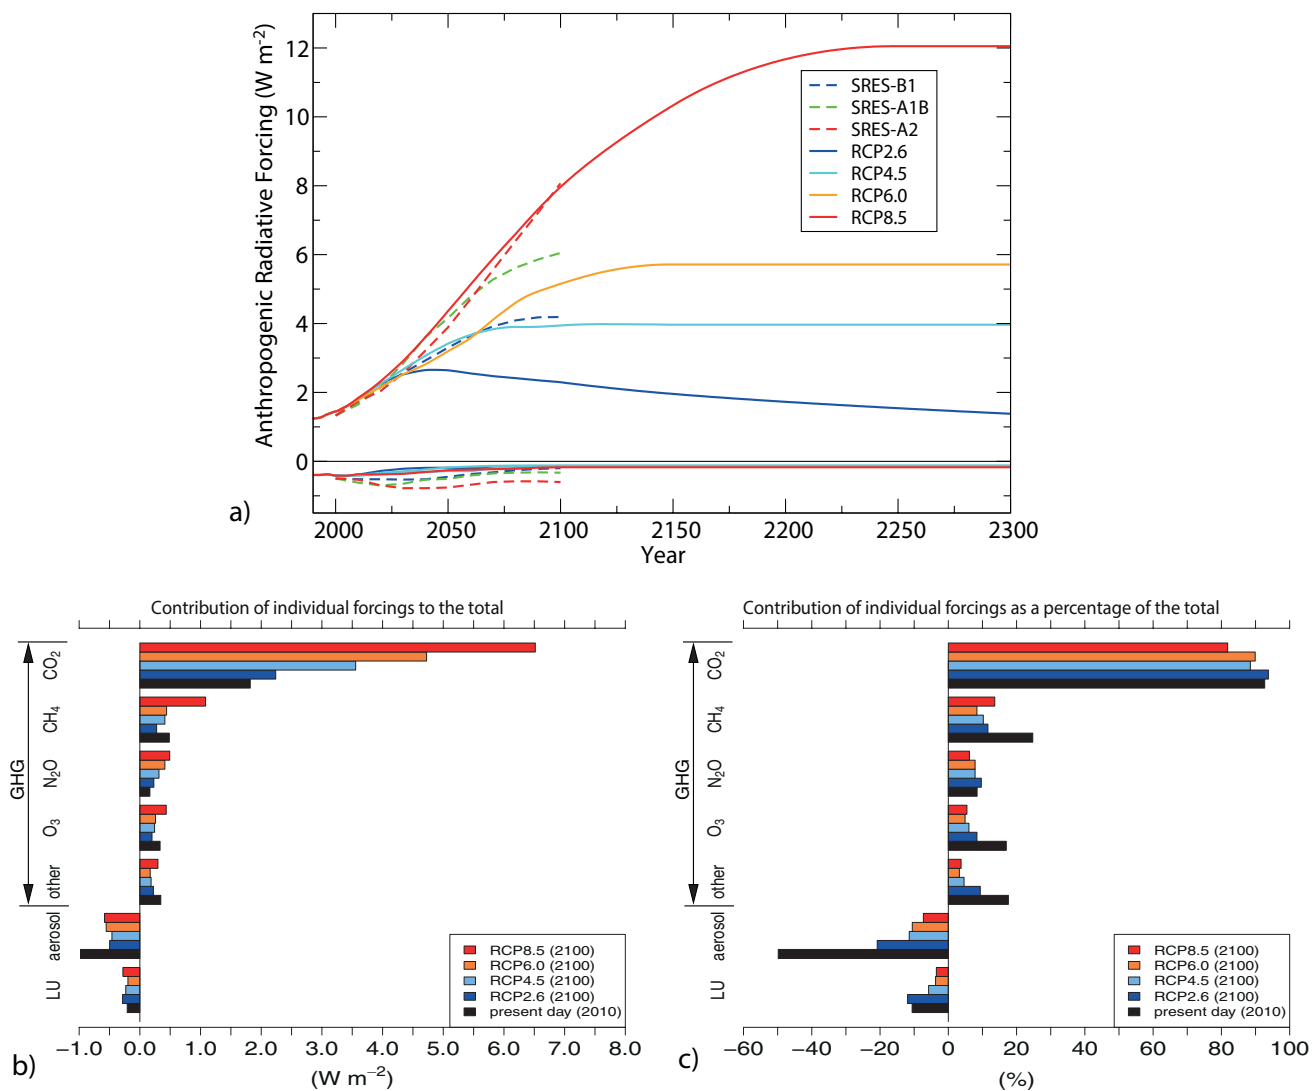 Anthropogenic Radiative Forcing (W m-2)
12
10
8
6
4
2
0
SRES-B1
SRES-A1B
SRES-A2
RCP2.6
RCP4.5
RCP6.0
RCP8.5
2000 2050 2100 2150 2200 2250 2300
Year
a)
Contribution of individual forcings to the total
GHG
CO2
CH4
N2O
O3
other
aerosol
LU
RCP8.5 (2100)
RCP6.0 (2100)
RCP4.5 (2100)
RCP2.6 (2100)
present day (2010)
−1.0 0.0 1.0 2.0 3.0 4.0 5.0 6.0 7.0 8.0
(W m−2)
b)
Contribution of individual forcings as a percentage of the total
GHG
CO2
CH4
N2O
O3
other
aerosol
LU
RCP8.5 (2100)
RCP6.0 (2100)
RCP4.5 (2100)
RCP2.6 (2100)
present day (2010)
−60 −40 −20 0 20 40 60 80 100
(%)
c)